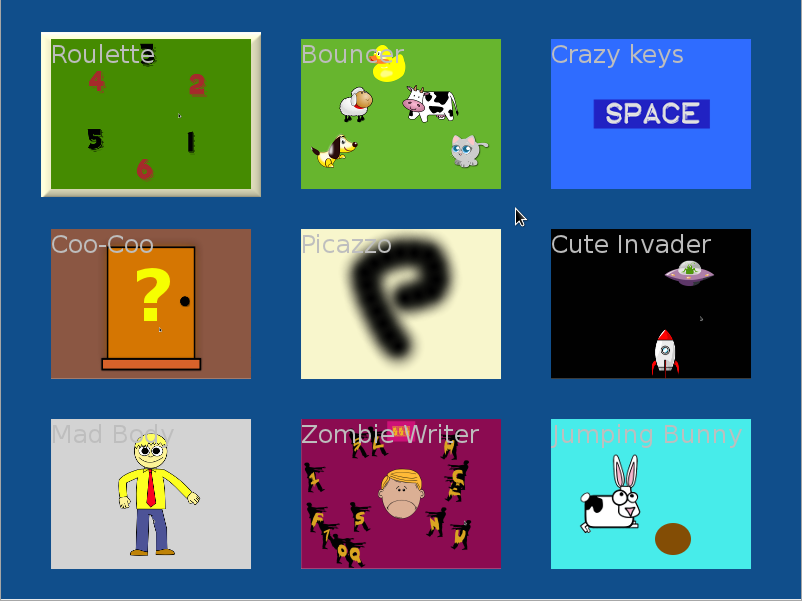 Roulette
3
4
2
5
1
6
Bouncer
Crazy keys
SPACE
Coo-Coo
?
Picazzo
P
Cute Invader
Mad Body
Zombie Writer
L
H
F
S
N
U
O
Q
Jumping Bunny